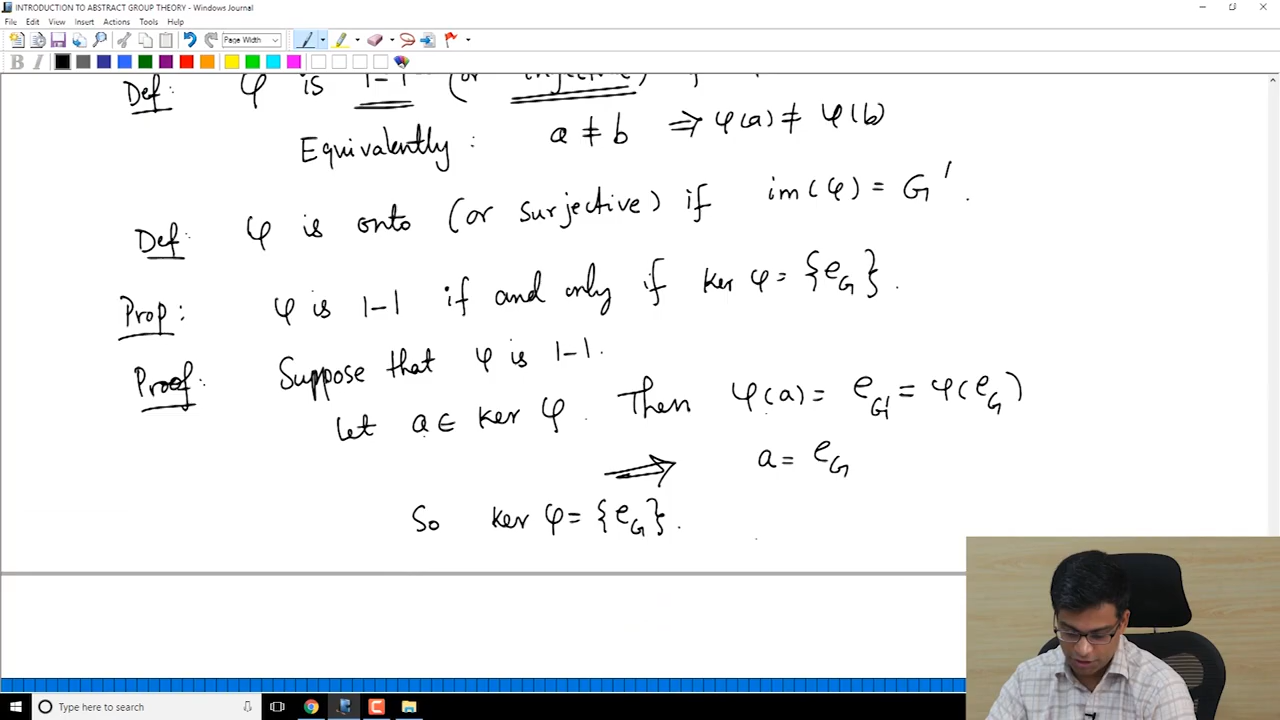 INTRODUCTION TO ABSTRACT GROUP THEORY - Windows Journal
File Edit View Insert Actions Tools Help
Page Width
B I
Def: φ is 1-1 (or injective) if
Equivalently: a ≠ b ⇒ φ(a) ≠ φ(b)
Def: φ is onto (or surjective) if im(φ) = G'.
Prop: φ is 1-1 if and only if ker φ = {e_G}.
Proof: Suppose that φ is 1-1.
Let a ∈ ker φ. Then φ(a) = e_G' = φ(e_G)
⟹ a = e_G
So ker φ = {e_G}.
Type here to search